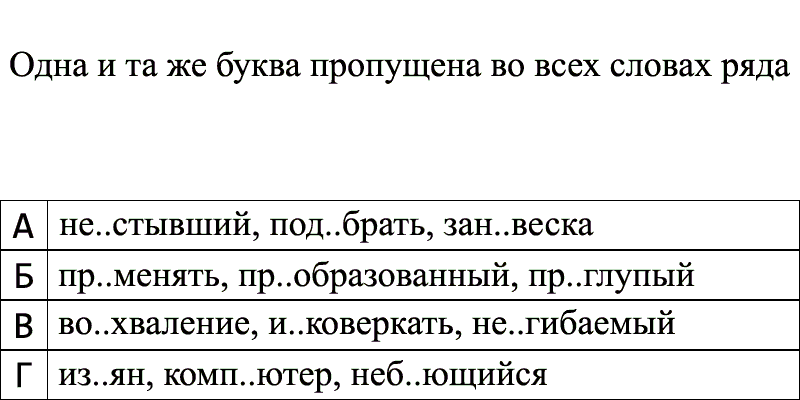 Одна и та же буква пропущена во всех словах ряда
А не..стывший, под..брать, зан..веска
Б пр..менять, пр..образованный, пр..глупый
В во..хваление, и..коверкать, не..гибаемый
Г из..ян, комп..ютер, неб..ющийся